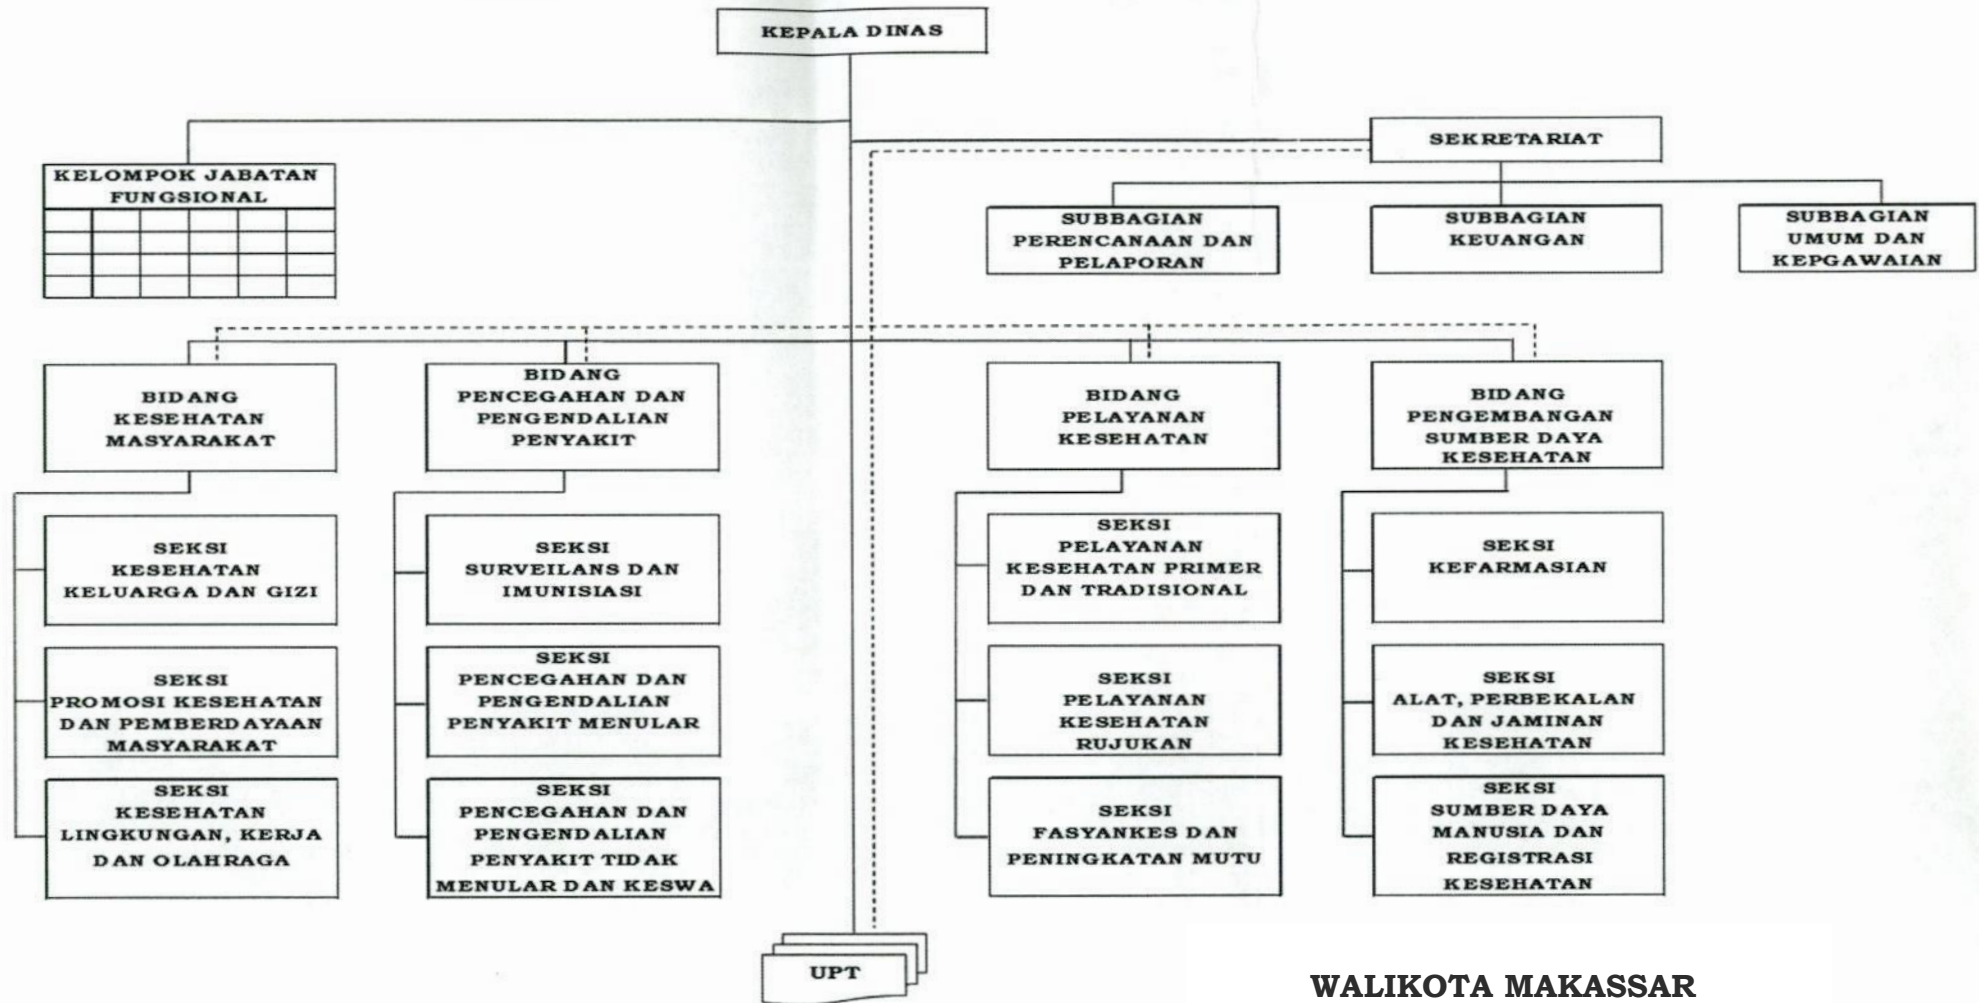 KEPALA DINAS
SEKRETARIAT
KELOMPOK JABATAN
FUNGSIONAL
SUBBAGIAN
PERENCANAAN DAN
PELAPORAN
SUBBAGIAN
KEUANGAN
SUBBAGIAN
UMUM DAN
KEPGAWAIAN
BIDANG
KESEHATAN
MASYARAKAT
BIDANG
PENCEGAHAN DAN
PENGENDALIAN
PENYAKIT
BIDANG
PELAYANAN
KESEHATAN
BIDANG
PENGEMBANGAN
SUMBER DAYA
KESEHATAN
SEKSI
KESEHATAN
KELUARGA DAN GIZI
SEKSI
SURVEILANS DAN
IMUNISIASI
SEKSI
PELAYANAN
KESEHATAN PRIMER
DAN TRADISIONAL
SEKSI
KEFARMASIAN
SEKSI
PROMOSI KESEHATAN
DAN PEMBERDAYAAN
MASYARAKAT
SEKSI
PENCEGAHAN DAN
PENGENDALIAN
PENYAKIT MENULAR
SEKSI
PELAYANAN
KESEHATAN
RUJUKAN
SEKSI
ALAT, PERBEKALAN
DAN JAMINAN
KESEHATAN
SEKSI
KESEHATAN
LINGKUNGAN, KERJA
DAN OLAHRAGA
SEKSI
PENCEGAHAN DAN
PENGENDALIAN
PENYAKIT TIDAK
MENULAR DAN KESWA
SEKSI
FASYANKES DAN
PENINGKATAN MUTU
SEKSI
SUMBER DAYA
MANUSIA DAN
REGISTRASI
KESEHATAN
UPT
WALIKOTA MAKASSAR